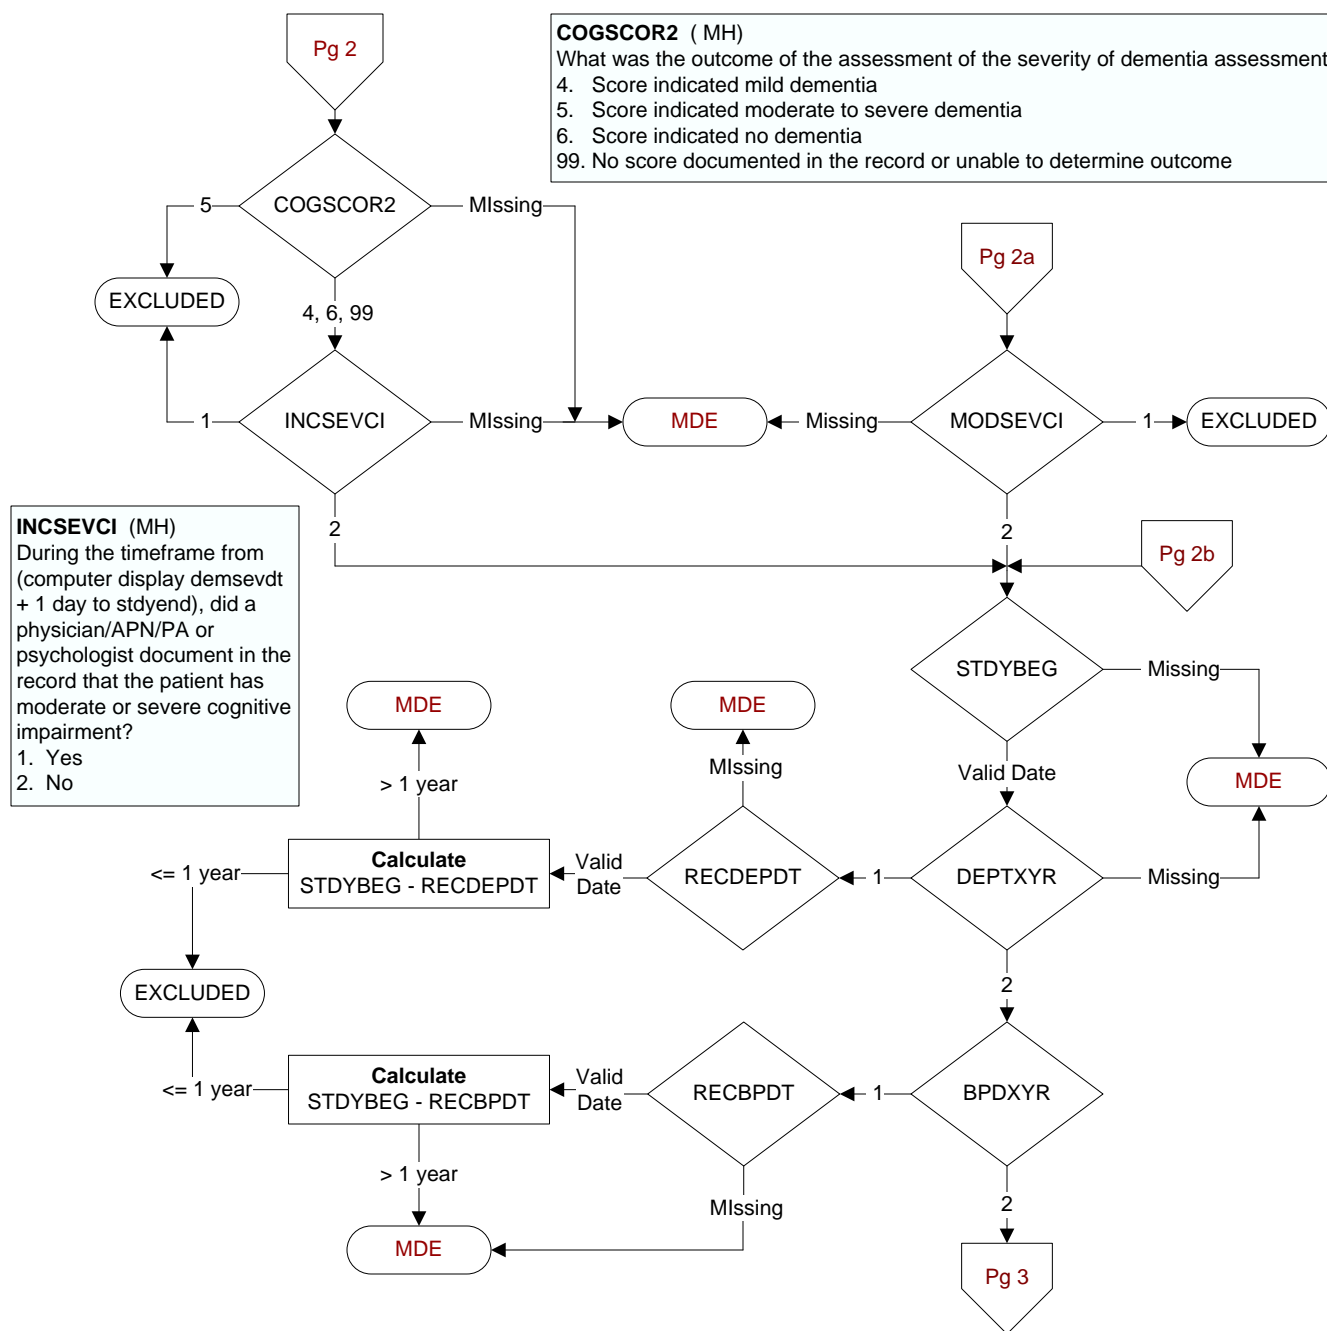 Pg 2
COGSCOR2 ( MH)
What was the outcome of the assessment of the severity of dementia assessment
4. Score indicated mild dementia
5. Score indicated moderate to severe dementia
6. Score indicated no dementia
99. No score documented in the record or unable to determine outcome
5
COGSCOR2
MIssing
Pg 2a
EXCLUDED
4, 6, 99
1
INCSEVCI
MIssing
MDE
Missing
MODSEVCI
1
EXCLUDED
2
2
Pg 2b
INCSEVCI (MH)
During the timeframe from
(computer display demsevdt
+ 1 day to stdyend), did a
physician/APN/PA or
psychologist document in the
record that the patient has
moderate or severe cognitive
impairment?
1. Yes
2. No
STDYBEG
Missing
MDE
MDE
MIssing
Valid Date
MDE
> 1 year
<= 1 year
Calculate
STDYBEG - RECDEPDT
Valid
Date
RECDEPDT
1
DEPTXYR
Missing
EXCLUDED
2
<= 1 year
Calculate
STDYBEG - RECBPDT
Valid
Date
RECBPDT
1
BPDXYR
> 1 year
MIssing
2
MDE
Pg 3